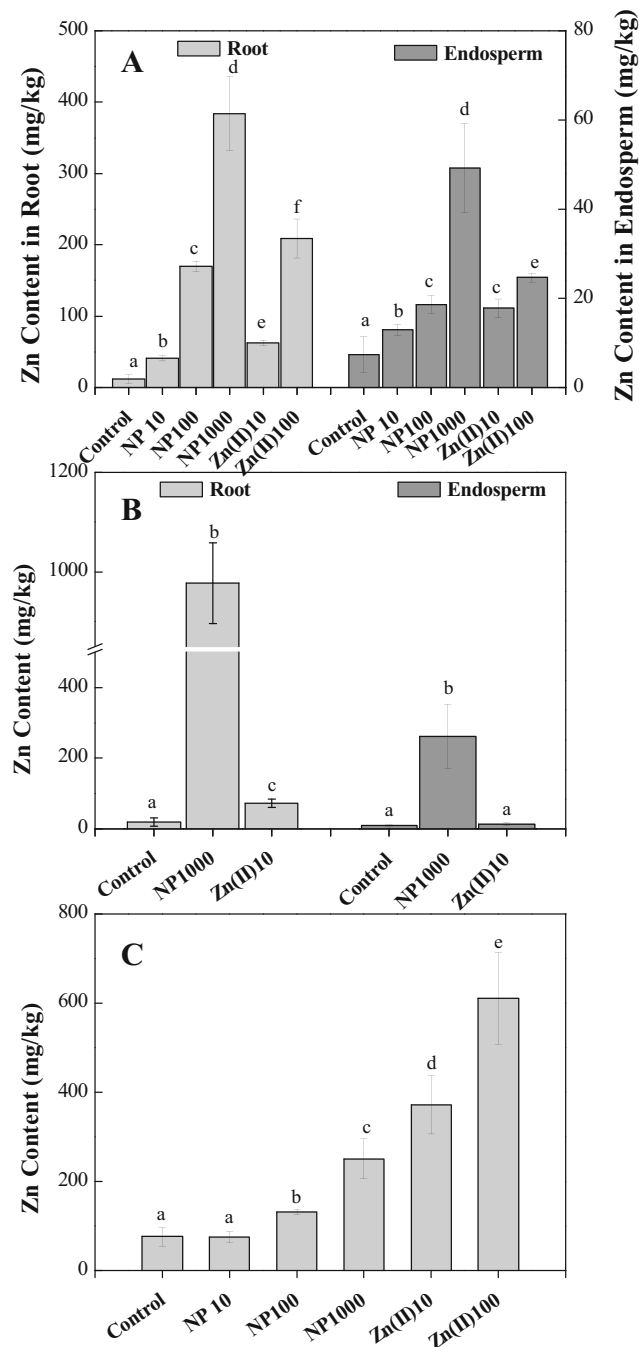 A
Root
Endosperm
500
400
300
200
100
0
Zn Content in Root (mg/kg)
80
60
40
20
0
Zn Content in Endosperm (mg/kg)
a
b
c
d
e
f
a
b
c
d
c
e
Control
NP 10
NP100
NP1000
Zn(II)10
Zn(II)100
Control
NP 10
NP100
NP1000
Zn(II)10
Zn(II)100
B
Root
Endosperm
1200
1000
400
200
0
Zn Content (mg/kg)
a
b
c
a
b
a
Control
NP1000
Zn(II)10
Control
NP1000
Zn(II)10
C
800
600
400
200
0
Zn Content (mg/kg)
a
a
b
c
d
e
Control
NP 10
NP100
NP1000
Zn(II)10
Zn(II)100